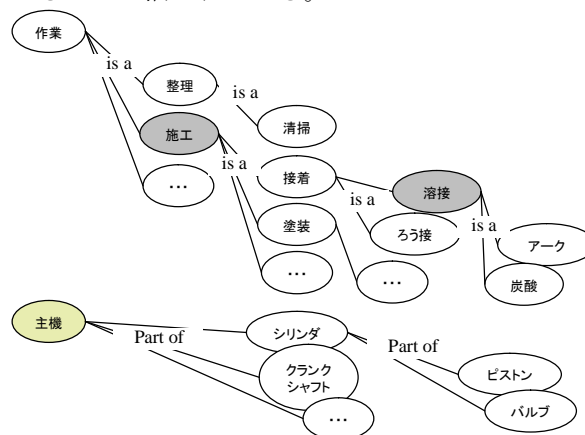 作業
is a
整理
is a
清掃
施工
is a
接着
溶接
…
is a
塗装
ろう接
is a
アーク
…
…
炭酸
主機
Part of
シリンダ
Part of
クランク
シャフト
ピストン
…
バルブ